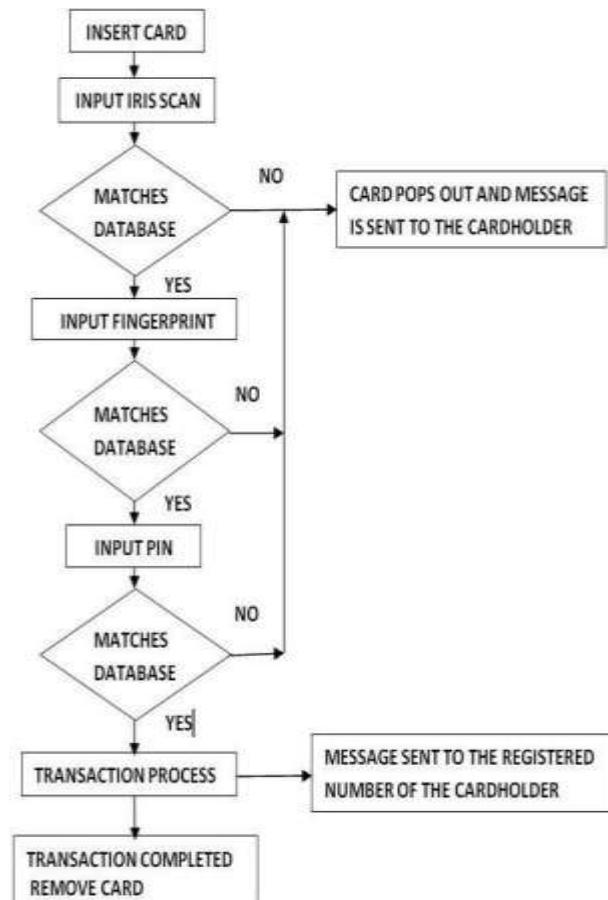 INSERT CARD
INPUT IRIS SCAN
MATCHES
DATABASE
NO
CARD POPS OUT AND MESSAGE
IS SENT TO THE CARDHOLDER
YES
INPUT FINGERPRINT
MATCHES
DATABASE
NO
YES
INPUT PIN
MATCHES
DATABASE
NO
YES
TRANSACTION PROCESS
MESSAGE SENT TO THE REGISTERED
NUMBER OF THE CARDHOLDER
TRANSACTION COMPLETED
REMOVE CARD